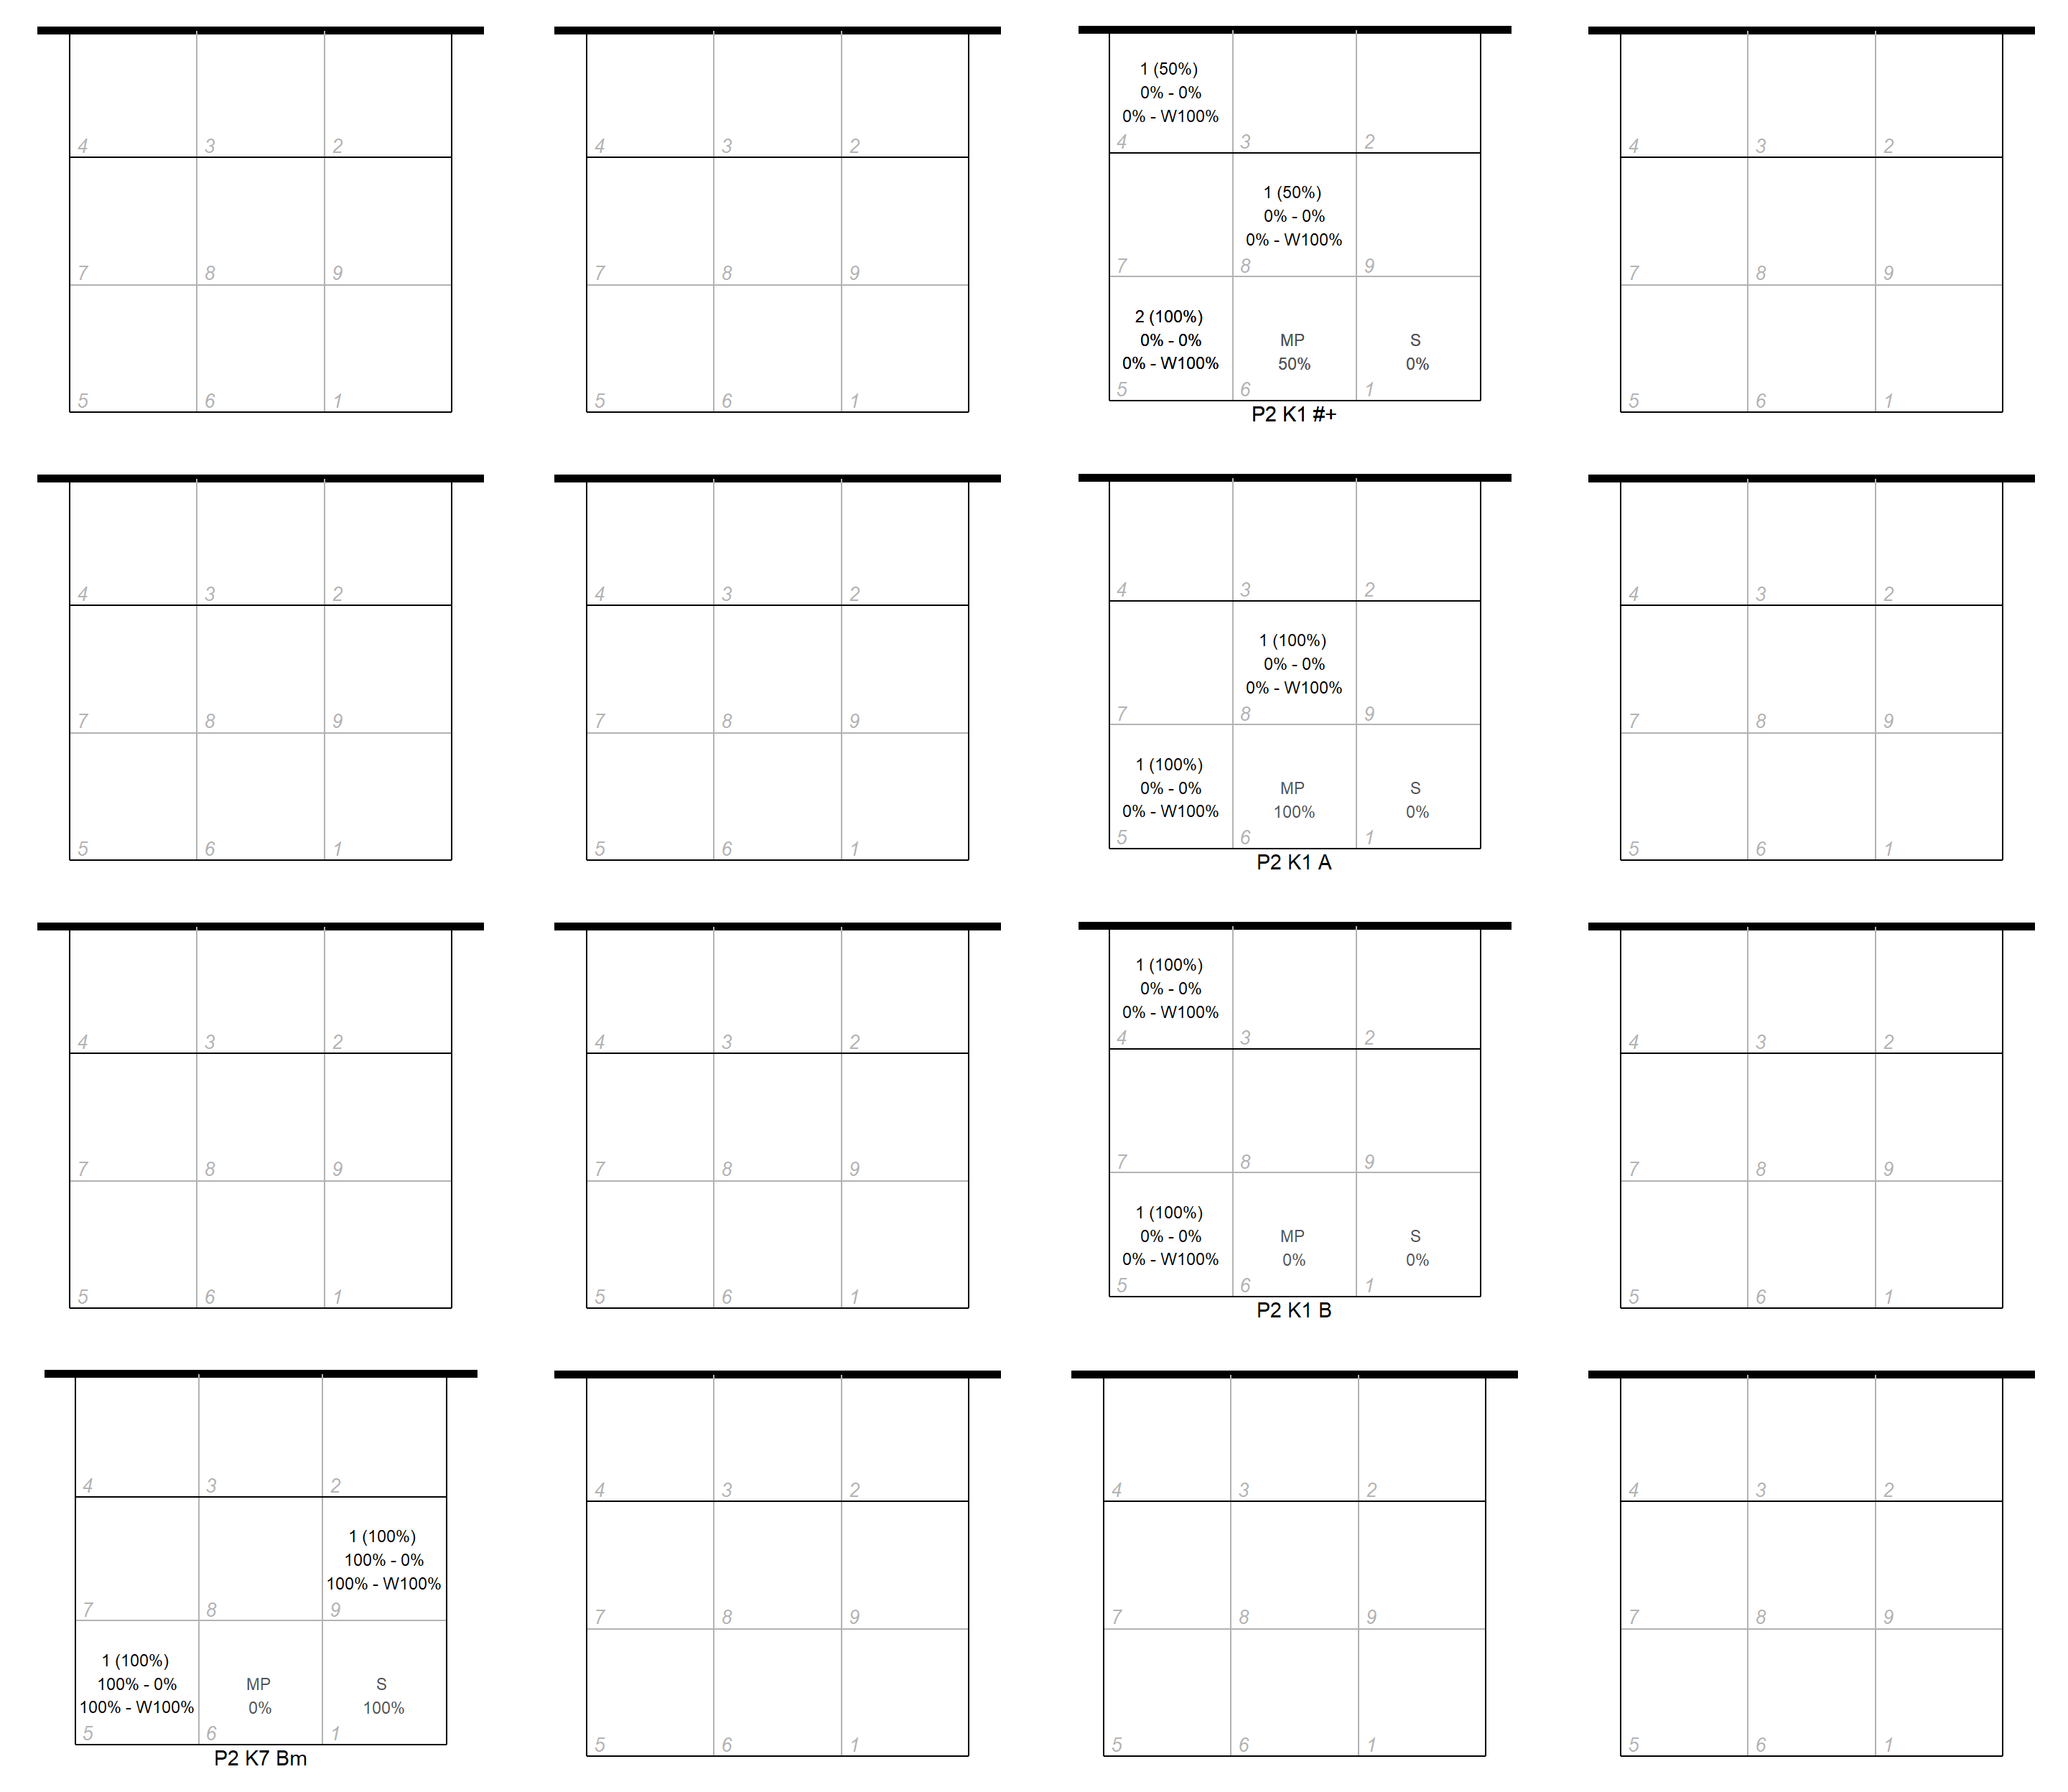 1 (50%)
0% - 0%
0% - W100%
4 3 2
4 3 2
4 3 2
4 3 2
1 (50%)
0% - 0%
0% - W100%
7 8 9
7 8 9
7 8 9
7 8 9
2 (100%)
0% - 0%
0% - W100%
MP
50%
S
0%
5 6 1
5 6 1
5 6 1
5 6 1
P2 K1 #+
4 3 2
4 3 2
4 3 2
4 3 2
1 (100%)
0% - 0%
0% - W100%
7 8 9
7 8 9
7 8 9
7 8 9
1 (100%)
0% - 0%
0% - W100%
MP
100%
S
0%
5 6 1
5 6 1
5 6 1
5 6 1
P2 K1 A
1 (100%)
0% - 0%
0% - W100%
4 3 2
4 3 2
4 3 2
4 3 2
7 8 9
7 8 9
7 8 9
7 8 9
1 (100%)
0% - 0%
0% - W100%
MP
0%
S
0%
5 6 1
5 6 1
5 6 1
5 6 1
P2 K1 B
4 3 2
4 3 2
4 3 2
4 3 2
1 (100%)
100% - 0%
100% - W100%
7 8 9
7 8 9
7 8 9
7 8 9
1 (100%)
100% - 0%
100% - W100%
MP
0%
S
100%
5 6 1
5 6 1
5 6 1
5 6 1
P2 K7 Bm